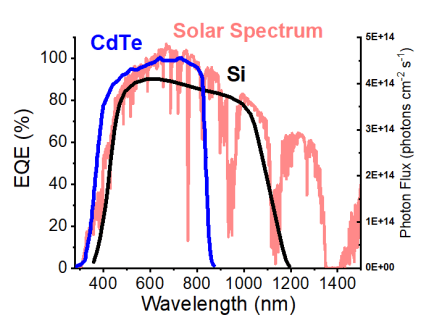 CdTe
Solar Spectrum
Si
EQE (%)
100
80
60
40
20
0
400 600 800 1000 1200 1400
Wavelength (nm)
5E+14
4E+14
3E+14
2E+14
1E+14
0E+00
Photon Flux (photons cm⁻² s⁻¹)